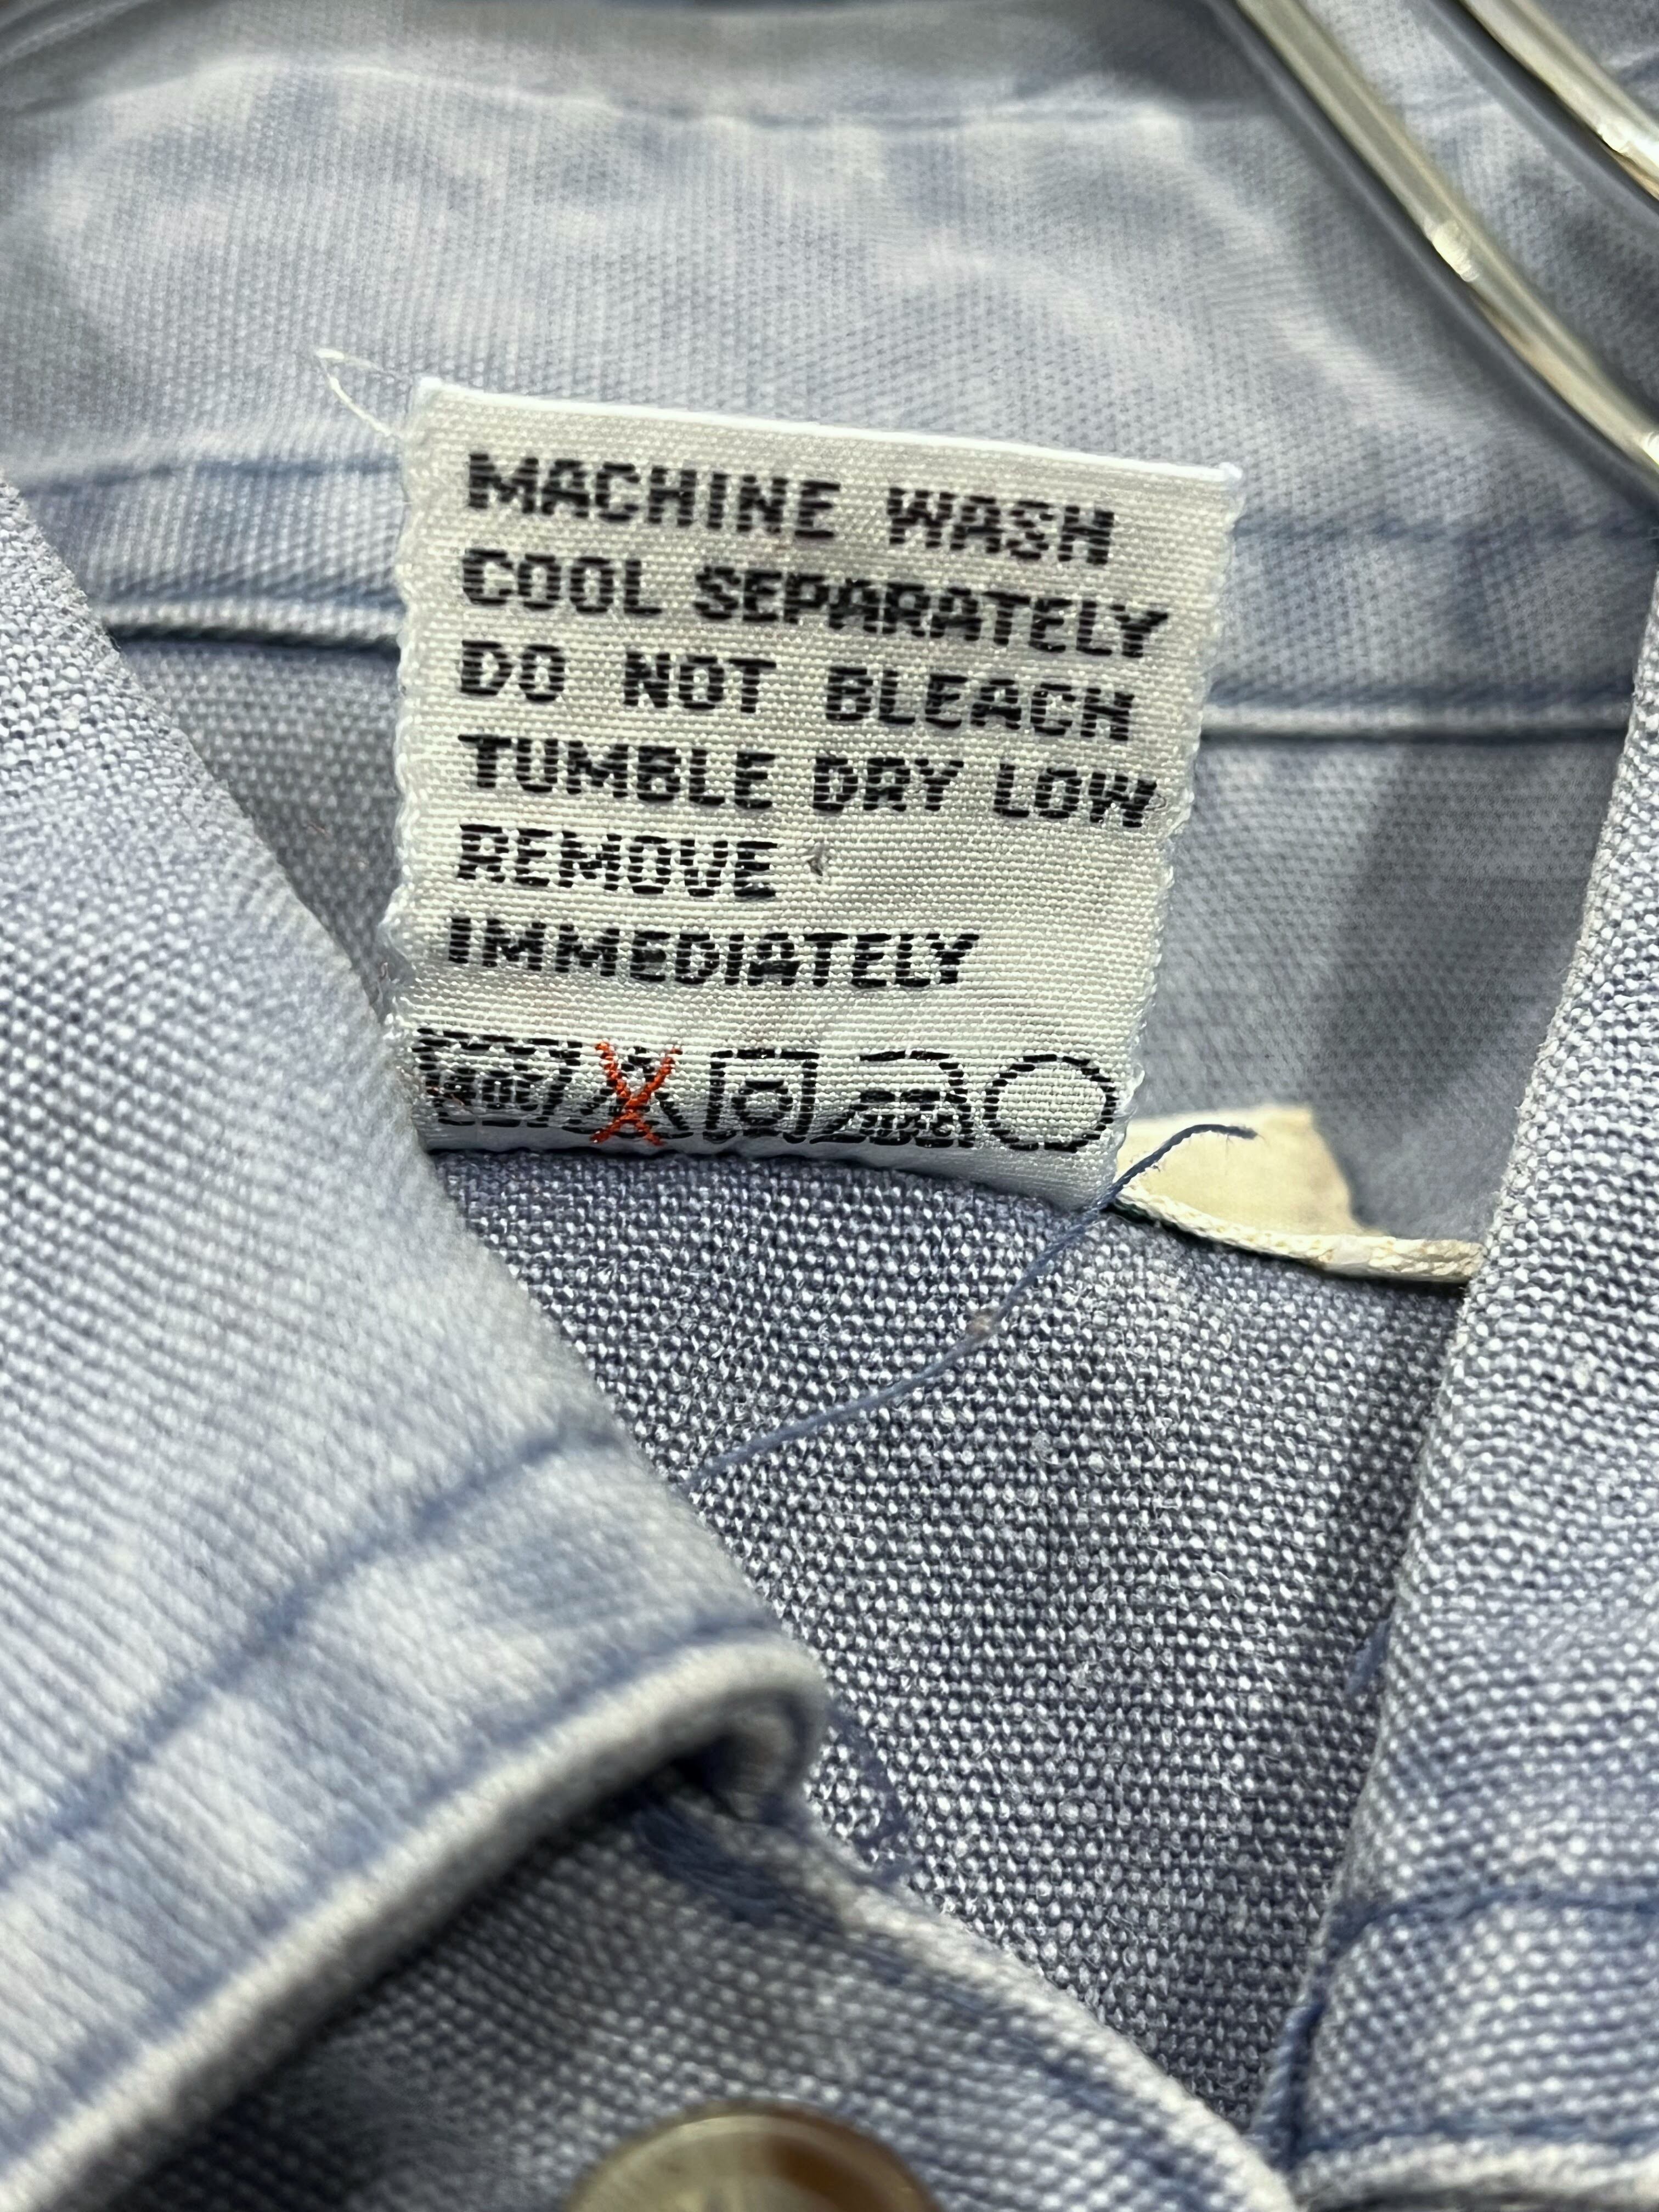 MACHINE WASH
COOL SEPARATELY
DO NOT BLEACH
TUMBLE DRY LOW
REMOVE
IMMEDIATELY